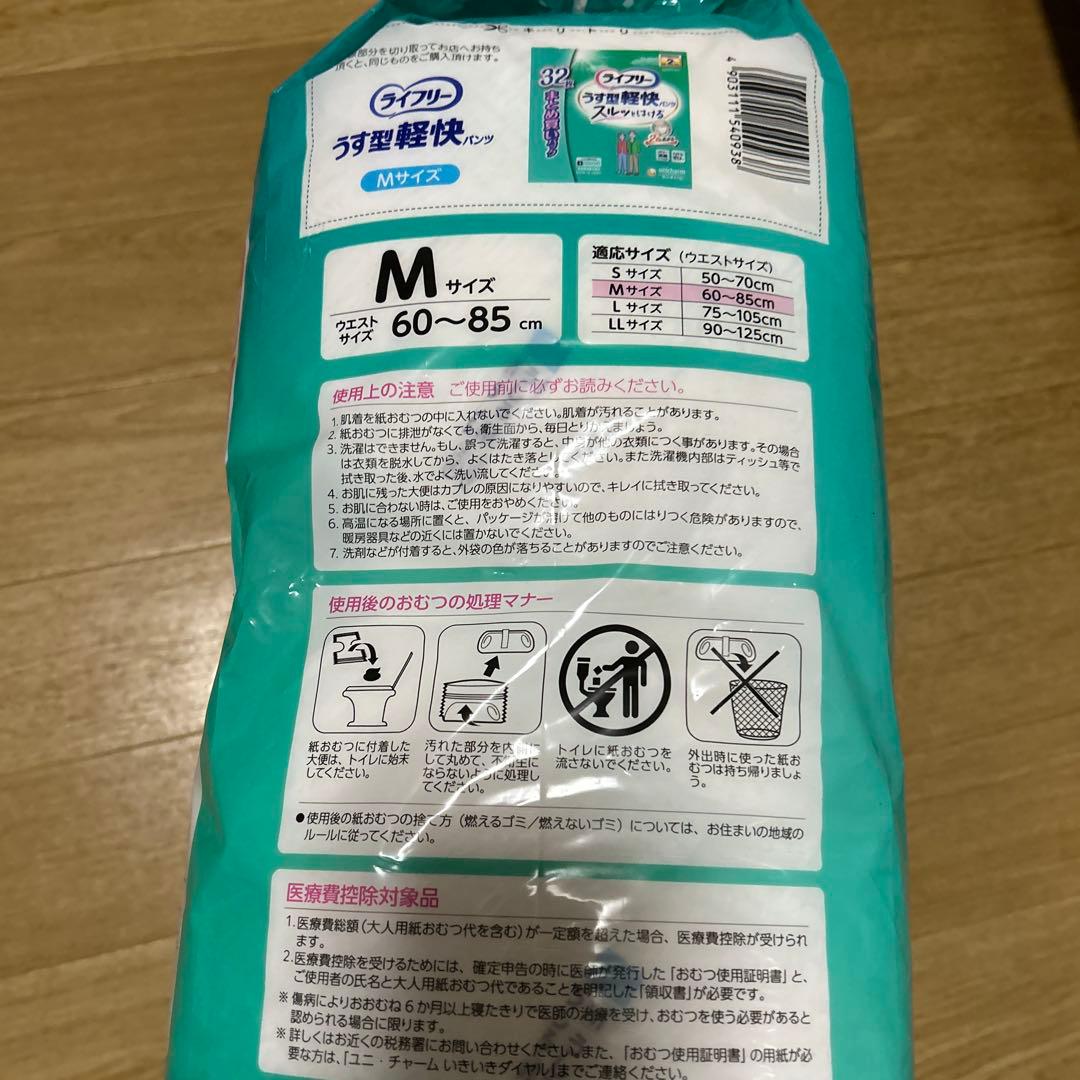 キリトリ
部分を切り取ってお店へお持ち
頂くと、同じものをご購入頂けます。
ライフリー
うす型軽快パンツ
Mサイズ
32枚
まとめ買いパック
ライフリー
うす型軽快パンツ
スルッとはける
unicharm
4903111540938
Mサイズ
ウエストサイズ 60〜85 cm
適応サイズ (ウエストサイズ)
S サイズ 50〜70cm
Mサイズ 60〜85cm
L サイズ 75〜105cm
LLサイズ 90〜125cm
使用上の注意 ご使用前に必ずお読みください。
1. 肌着を紙おむつの中に入れないでください。肌着が汚れることがあります。
2. 紙おむつに排泄がなくても、衛生面から、毎日とりかえましょう。
3. 洗濯はできません。もし、誤って洗濯すると、中身が他の衣類につく事があります。その場合
は衣類を脱水してから、よくはたき落としてください。また洗濯機内部はティッシュ等で
拭き取った後、水でよく洗い流してください。
4. お肌に残った大便はカブレの原因になりやすいので、キレイに拭き取ってください。
5. お肌に合わない時は、ご使用をおやめください。
6. 高温になる場所に置くと、パッケージが溶けて他のものにはりつく危険がありますので、
暖房器具などの近くには置かないでください。
7. 洗剤などが付着すると、外袋の色が落ちることがありますのでご注意ください。
使用後のおむつの処理マナー
紙おむつに付着した
大便は、トイレに始末
してください。
汚れた部分を内側に
して丸めて、不衛生に
ならないように処理し
てください。
トイレに紙おむつを
流さないでください。
外出時に使った紙お
むつは持ち帰りましょ
う。
●使用後の紙おむつの捨て方（燃えるゴミ／燃えないゴミ）については、お住まいの地域の
ルールに従ってください。
医療費控除対象品
1. 医療費総額（大人用紙おむつ代を含む）が一定額を超えた場合、医療費控除が受けられ
ます。
2. 医療費控除を受けるためには、確定申告の時に医師が発行した「おむつ使用証明書」と、
ご使用者の氏名と大人用紙おむつ代であることを明記した「領収書」が必要です。
※ 傷病によりおおむね6か月以上寝たきりで医師の治療を受け、おむつを使う必要があると
認められる場合に限ります。
※ 詳しくはお近くの税務署にお問い合わせください。また、「おむつ使用証明書」の用紙が必
要な方は、「ユニ・チャーム いきいきダイヤル」までご連絡ください。